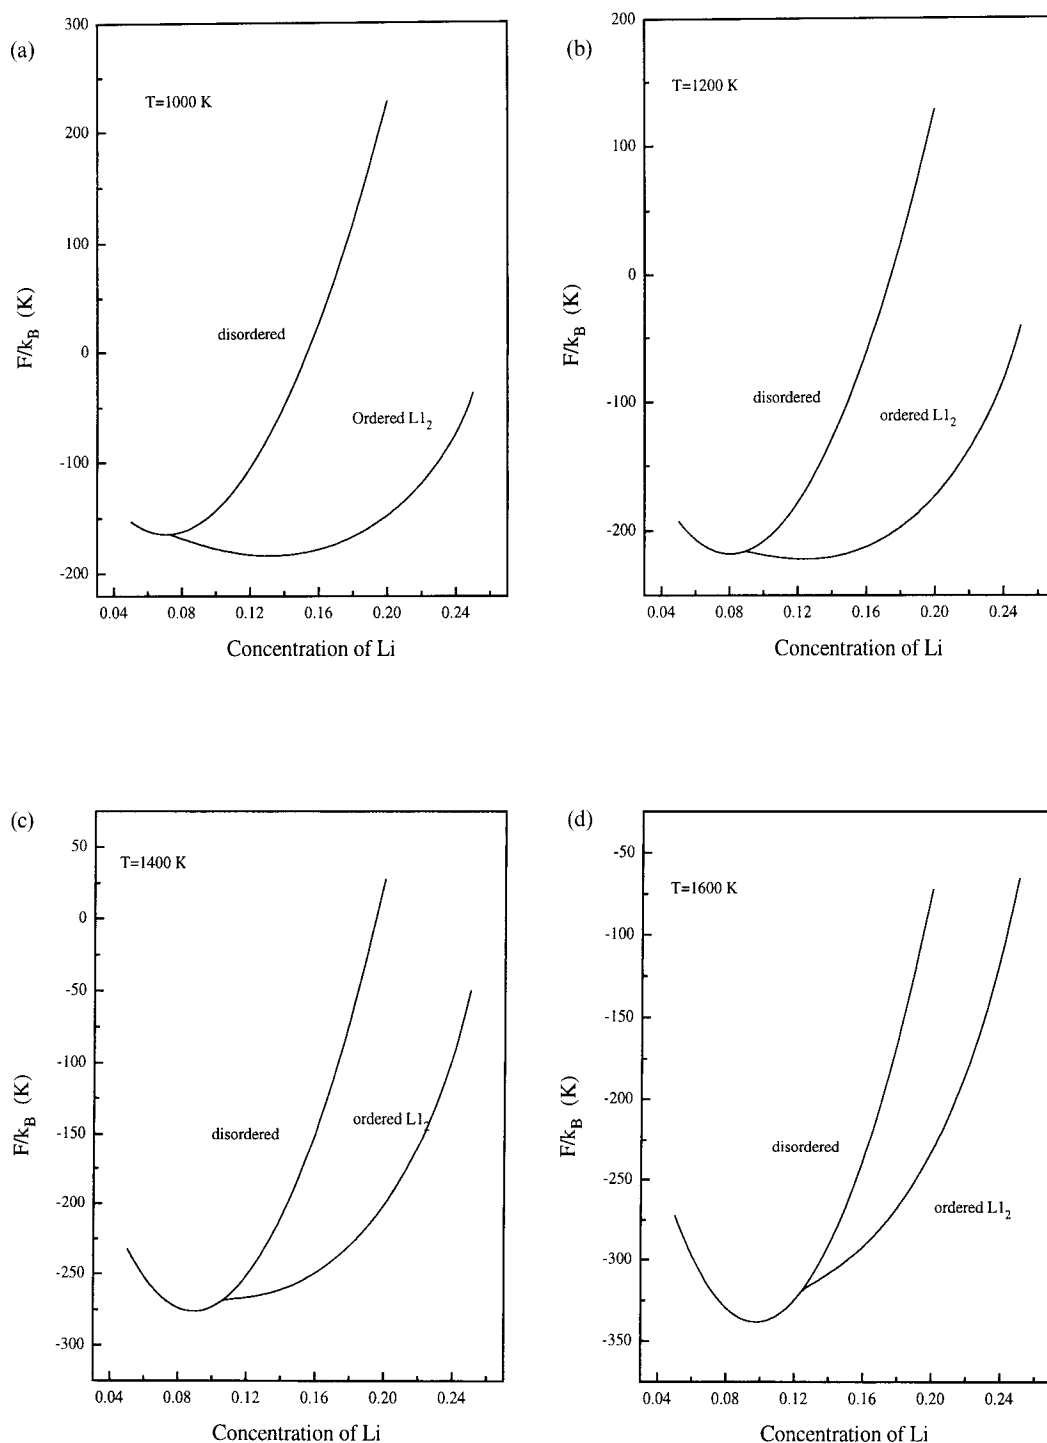 (a)
300
T=1000 K
200
100
F/k_B (K)
disordered
0
Ordered L1_2
-100
-200
0.04 0.08 0.12 0.16 0.20 0.24
Concentration of Li
(b)
200
T=1200 K
100
0
F/k_B (K)
disordered
ordered L1_2
-100
-200
0.04 0.08 0.12 0.16 0.20 0.24
Concentration of Li
(c)
50
T=1400 K
0
-50
-100
F/k_B (K)
disordered
ordered L1_2
-150
-200
-250
-300
0.04 0.08 0.12 0.16 0.20 0.24
Concentration of Li
(d)
-50
T=1600 K
-100
-150
F/k_B (K)
-200
disordered
-250
ordered L1_2
-300
-350
0.04 0.08 0.12 0.16 0.20 0.24
Concentration of Li